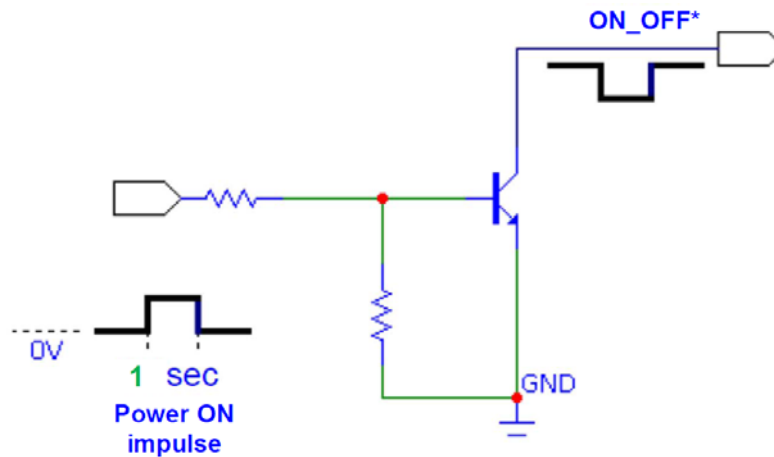 ON_OFF*
0V
1 sec
Power ON
impulse
GND